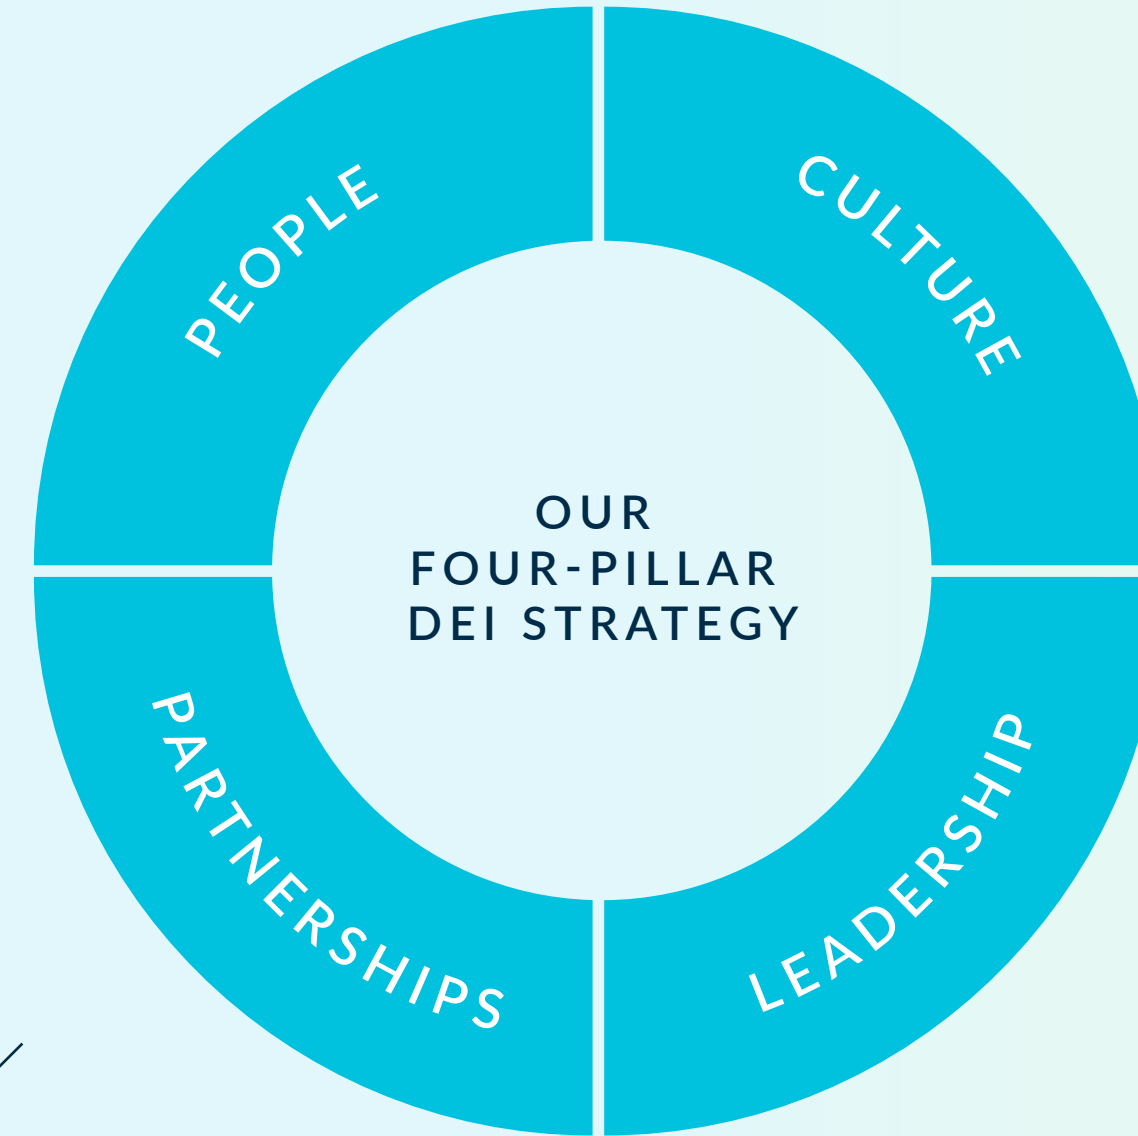 PEOPLE
CULTURE
OUR
FOUR-PILLAR
DEI STRATEGY
PARTNERSHIPS
LEADERSHIP